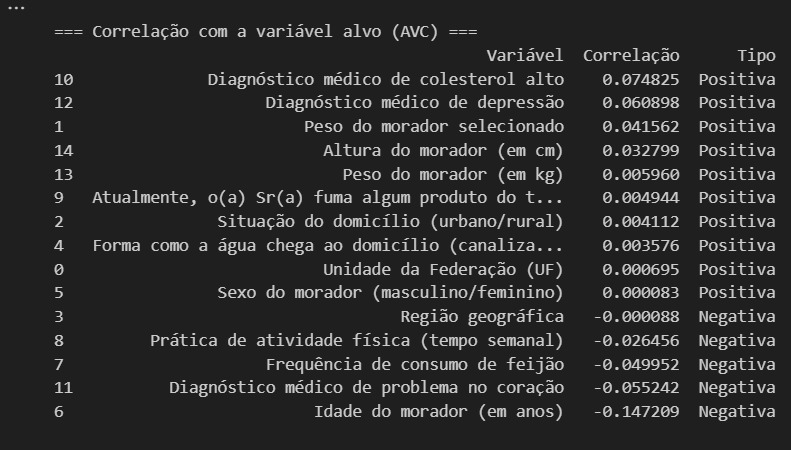 ...
=== Correlação com a variável alvo (AVC) ===
Variável Correlação Tipo
10 Diagnóstico médico de colesterol alto 0.074825 Positiva
12 Diagnóstico médico de depressão 0.060898 Positiva
1 Peso do morador selecionado 0.041562 Positiva
14 Altura do morador (em cm) 0.032799 Positiva
13 Peso do morador (em kg) 0.005960 Positiva
9 Atualmente, o(a) Sr(a) fuma algum produto do t... 0.004944 Positiva
2 Situação do domicílio (urbano/rural) 0.004112 Positiva
4 Forma como a água chega ao domicílio (canaliza... 0.003576 Positiva
0 Unidade da Federação (UF) 0.000695 Positiva
5 Sexo do morador (masculino/feminino) 0.000083 Positiva
3 Região geográfica -0.000088 Negativa
8 Prática de atividade física (tempo semanal) -0.026456 Negativa
7 Frequência de consumo de feijão -0.049952 Negativa
11 Diagnóstico médico de problema no coração -0.055242 Negativa
6 Idade do morador (em anos) -0.147209 Negativa